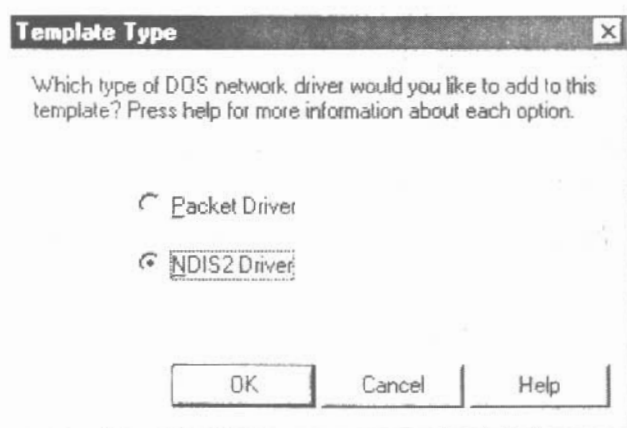 Template Type
Which type of DOS network driver would you like to add to this
template? Press help for more information about each option.
Packet Driver
NDIS2 Driver
OK
Cancel
Help